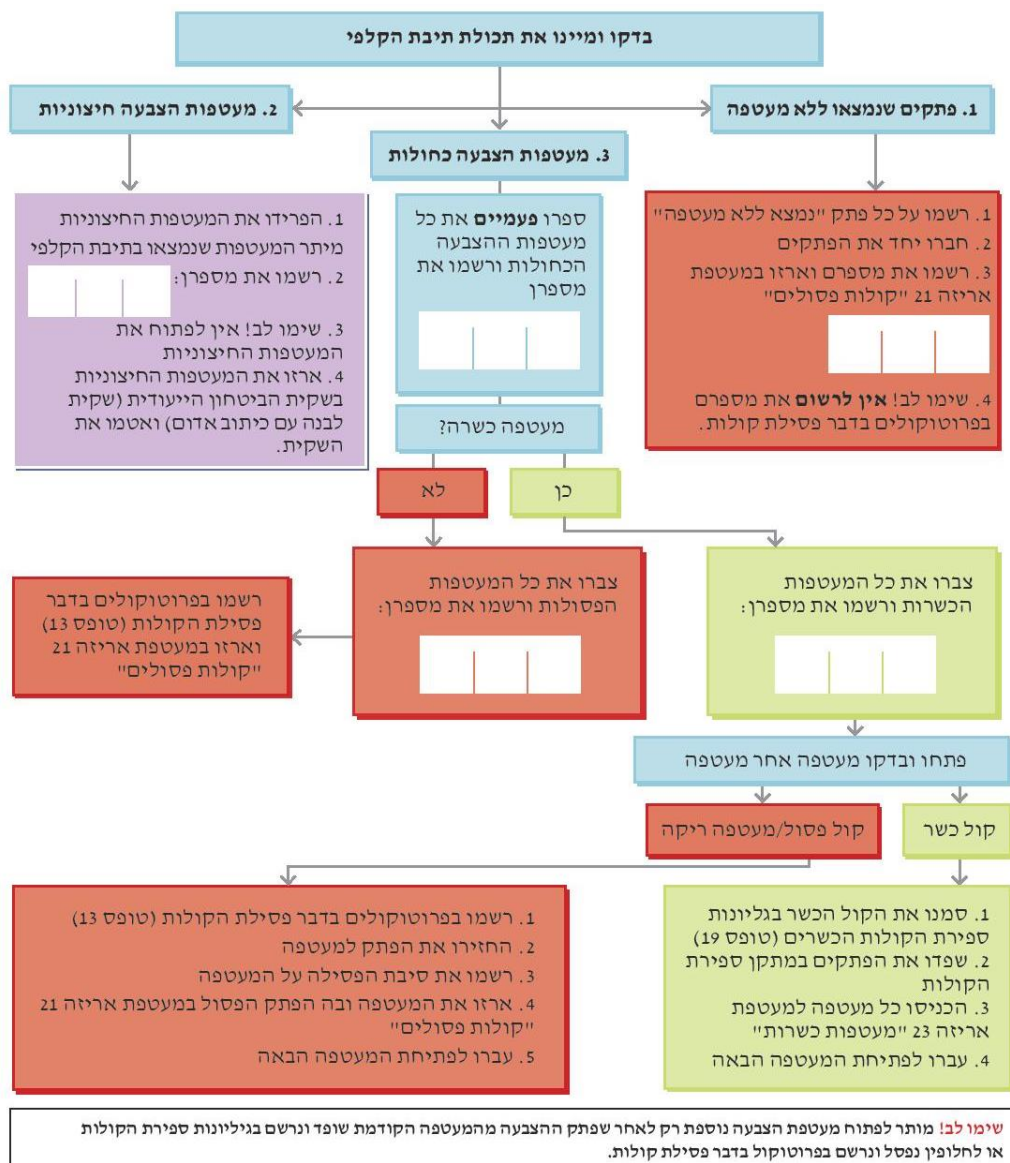 בדקו ומיינו את תכולת תיבת הקלפי
1. פתקים שנמצאו ללא מעטפה
2. מעטפות הצבעה חיצוניות
3. מעטפות הצבעה כחולות
1. רשמו על כל פתק "נמצא ללא מעטפה"
2. חברו יחד את הפתקים
3. רשמו את מספרם וארזו במעטפת
אריזה 21 "קולות פסולים"
4. שימו לב! אין לרשום את מספרם
בפרוטוקולים בדבר פסילת קולות.
1. הפרידו את המעטפות החיצוניות
מיתר המעטפות שנמצאו בתיבת הקלפי
2. רשמו את מספרן:
3. שימו לב! אין לפתוח את
המעטפות החיצוניות
4. ארזו את המעטפות החיצוניות
בשקית הביטחון הייעודית (שקית
לבנה עם כיתוב אדום) ואטמו את
השקית.
ספרו פעמיים את כל
מעטפות ההצבעה
הכחולות ורשמו את
מספרן
מעטפה כשרה?
כן
לא
צברו את כל המעטפות
הכשרות ורשמו את מספרן:
צברו את כל המעטפות
הפסולות ורשמו את מספרן:
רשמו בפרוטוקולים בדבר
פסילת הקולות (טופס 13)
וארזו במעטפת אריזה 21
"קולות פסולים"
פתחו ובדקו מעטפה אחר מעטפה
קול כשר
קול פסול/מעטפה ריקה
1. סמנו את הקול הכשר בגליונות
ספירת הקולות הכשרים (טופס 19)
2. שפדו את הפתקים במתקן ספירת
הקולות
3. הכניסו כל מעטפה למעטפת
אריזה 23 "מעטפות כשרות"
4. עברו לפתיחת המעטפה הבאה
1. רשמו בפרוטוקולים בדבר פסילת הקולות (טופס 13)
2. החזירו את הפתק למעטפה
3. רשמו את סיבת הפסילה על המעטפה
4. ארזו את המעטפה ובה הפתק הפסול במעטפת אריזה 21
"קולות פסולים"
5. עברו לפתיחת המעטפה הבאה
שימו לב! מותר לפתוח מעטפת הצבעה נוספת רק לאחר שפתק ההצבעה מהמעטפה הקודמת שופד ונרשם בגיליונות ספירת הקולות
או לחלופין נפסל ונרשם בפרוטוקול בדבר פסילת קולות.